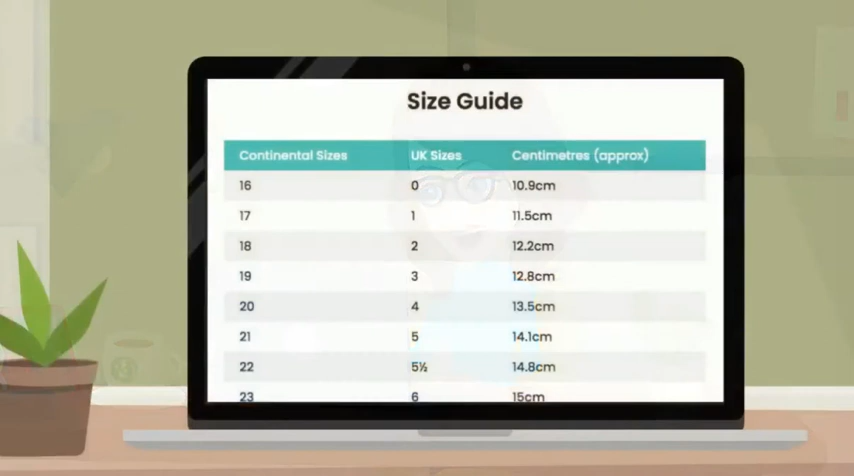 Size Guide
Continental Sizes UK Sizes Centimetres (approx)
16 0 10.9cm
17 1 11.5cm
18 2 12.2cm
19 3 12.8cm
20 4 13.5cm
21 5 14.1cm
22 5½ 14.8cm
23 6 15cm